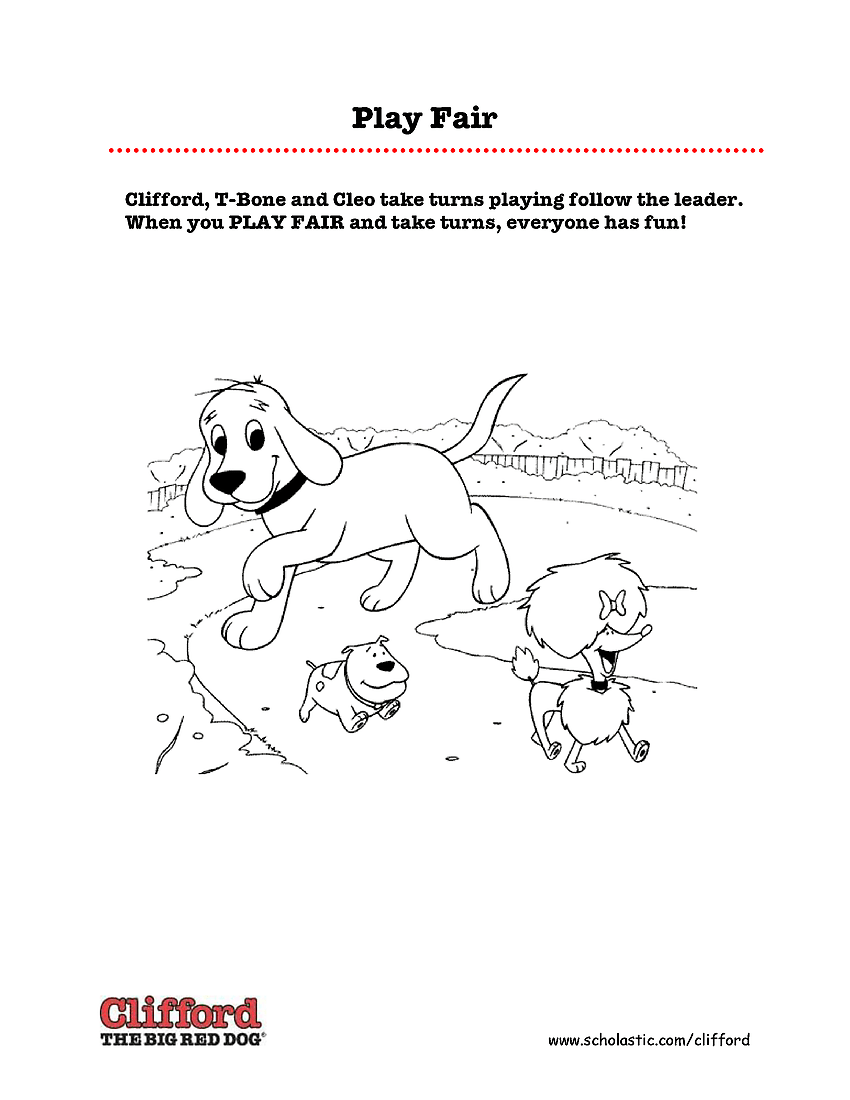 Play Fair
Clifford, T-Bone and Cleo take turns playing follow the leader.
When you PLAY FAIR and take turns, everyone has fun!
Clifford
THE BIG RED DOG®
www.scholastic.com/clifford